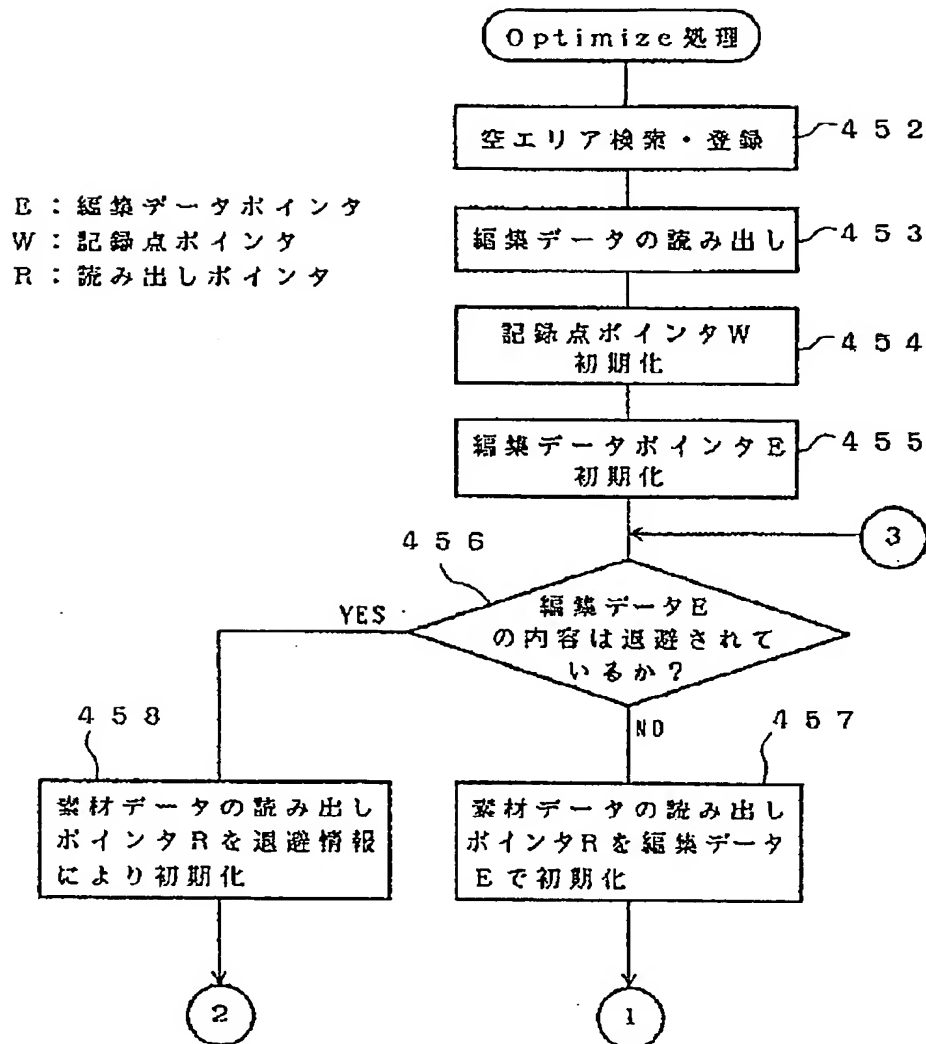 Optimize処理
空エリア検索・登録
452
E：編集データポインタ
W：記録点ポインタ
R：読み出しポインタ
編集データの読み出し
453
記録点ポインタW
初期化
454
編集データポインタE
初期化
455
3
456
編集データE
の内容は退避されて
いるか？
YES
NO
458
457
素材データの読み出し
ポインタRを退避情報
により初期化
素材データの読み出し
ポインタRを編集データ
Eで初期化
2
1